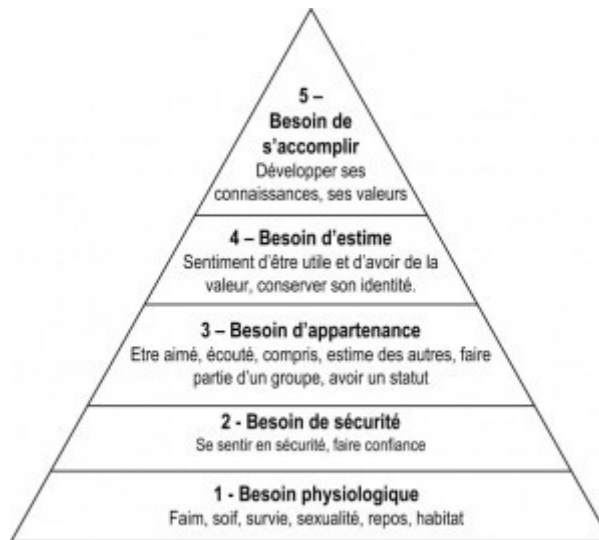 5 –
Besoin de
s'accomplir
Développer ses
connaissances, ses valeurs
4 – Besoin d'estime
Sentiment d'être utile et d'avoir de la
valeur, conserver son identité.
3 – Besoin d'appartenance
Etre aimé, écouté, compris, estime des autres, faire
partie d'un groupe, avoir un statut
2 - Besoin de sécurité
Se sentir en sécurité, faire confiance
1 - Besoin physiologique
Faim, soif, survie, sexualité, repos, habitat